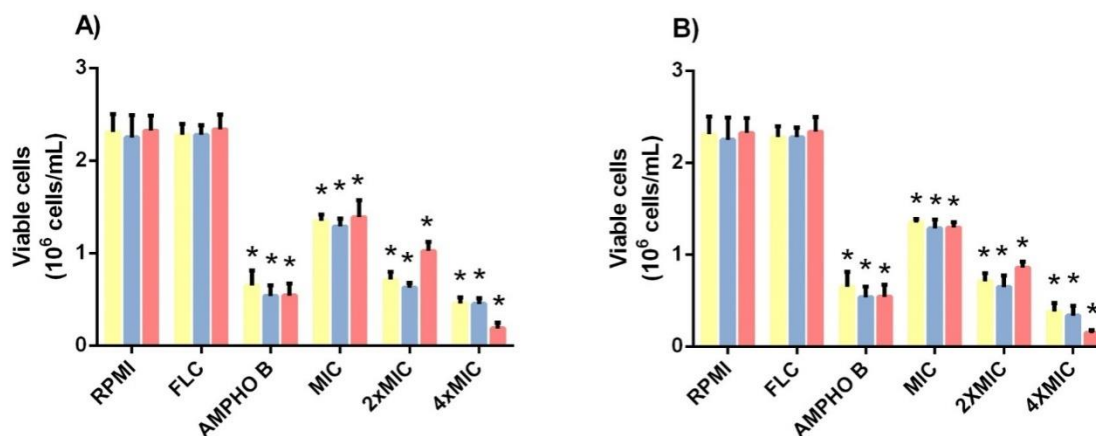 A)
Viable cells
(10⁶ cells/mL)
3
2
1
0
* * *
* * *
* * *
* * *
RPMI
FLC
AMPHO B
MIC
2xMIC
4xMIC
B)
Viable cells
(10⁶ cells/mL)
3
2
1
0
* * *
* * *
* * *
* * *
RPMI
FLC
AMPHO B
MIC
2XMIC
4XMIC